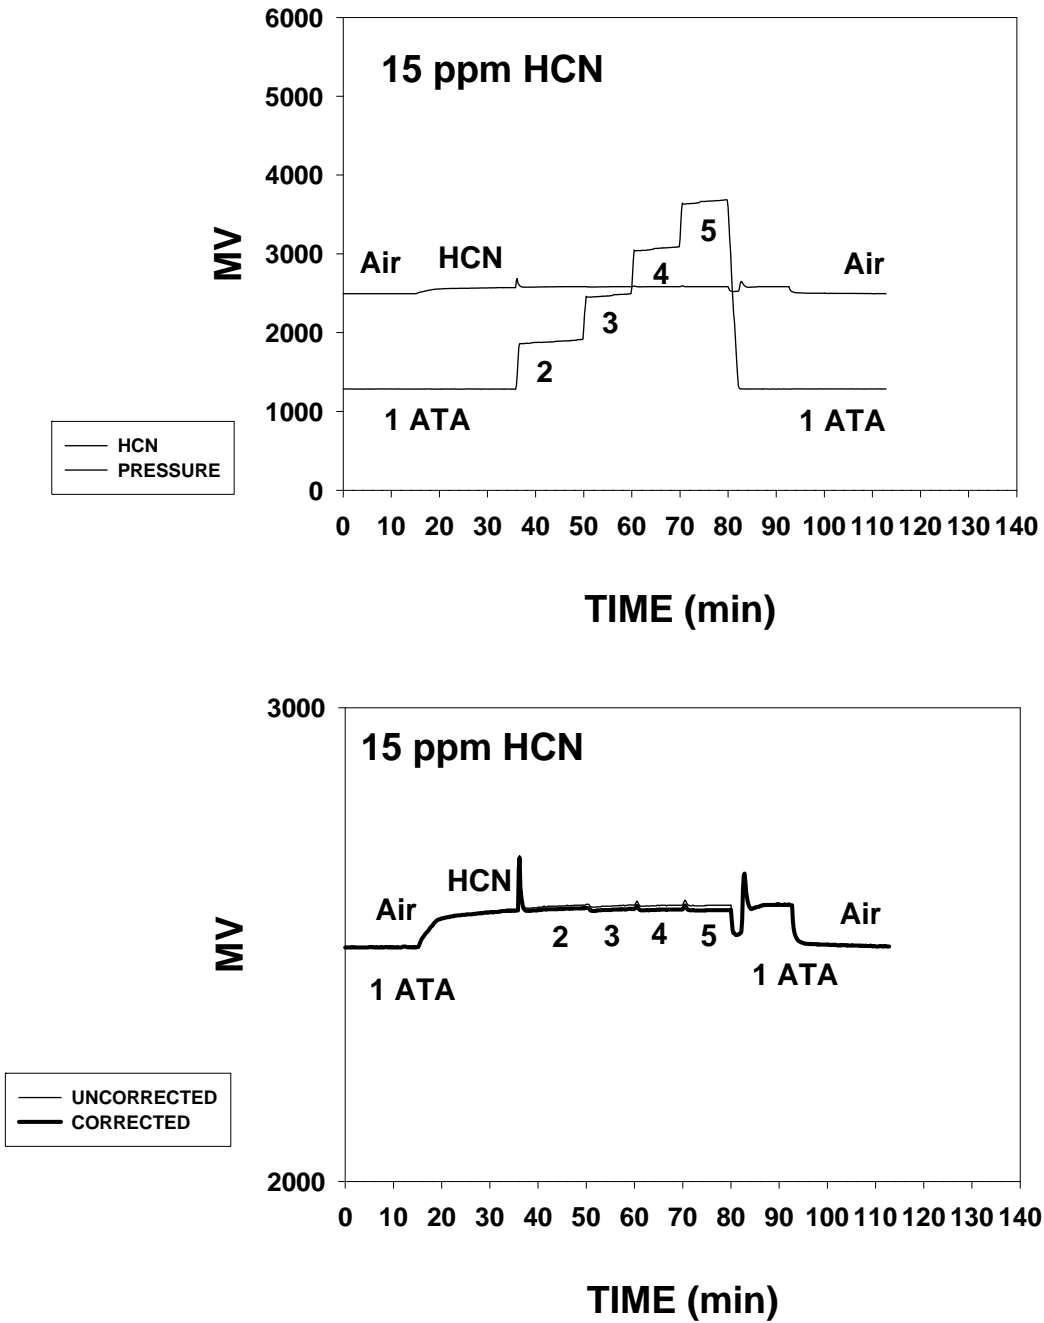 6000
15 ppm HCN
5000
4000
MV
3000
5
Air
HCN
4
Air
3
2000
2
1 ATA
1 ATA
1000
HCN
PRESSURE
0
0 10 20 30 40 50 60 70 80 90 100 110 120 130 140
TIME (min)
3000
15 ppm HCN
HCN
Air
2 3 4 5
Air
MV
1 ATA
1 ATA
UNCORRECTED
CORRECTED
2000
0 10 20 30 40 50 60 70 80 90 100 110 120 130 140
TIME (min)